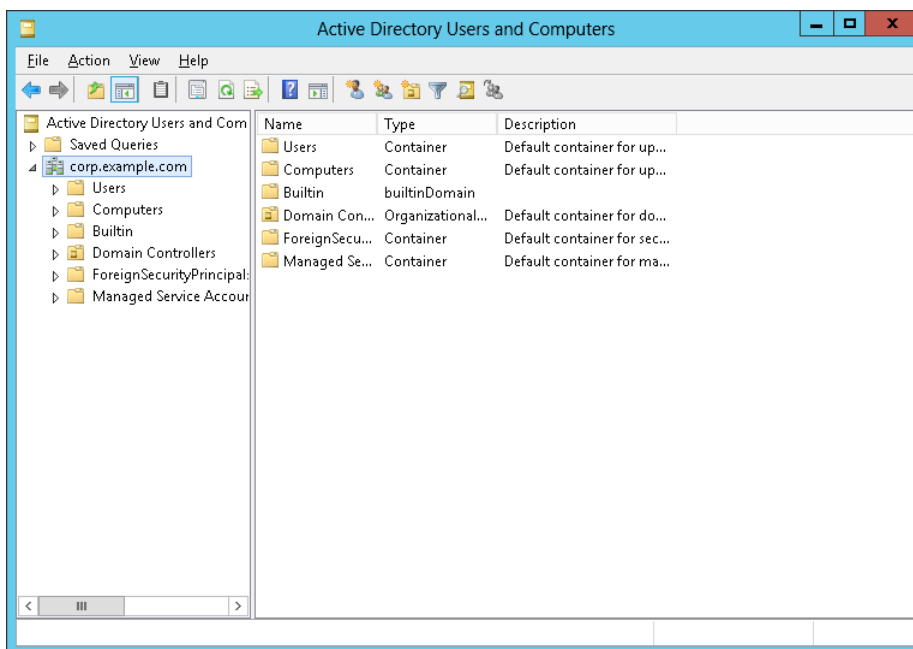 Active Directory Users and Computers
File Action View Help
Active Directory Users and Com
Saved Queries
corp.example.com
Users
Computers
Builtin
Domain Controllers
ForeignSecurityPrincipal:
Managed Service Accour
Name Type Description
Users Container Default container for up...
Computers Container Default container for up...
Builtin builtinDomain
Domain Con... Organizational... Default container for do...
ForeignSecu... Container Default container for sec...
Managed Se... Container Default container for ma...